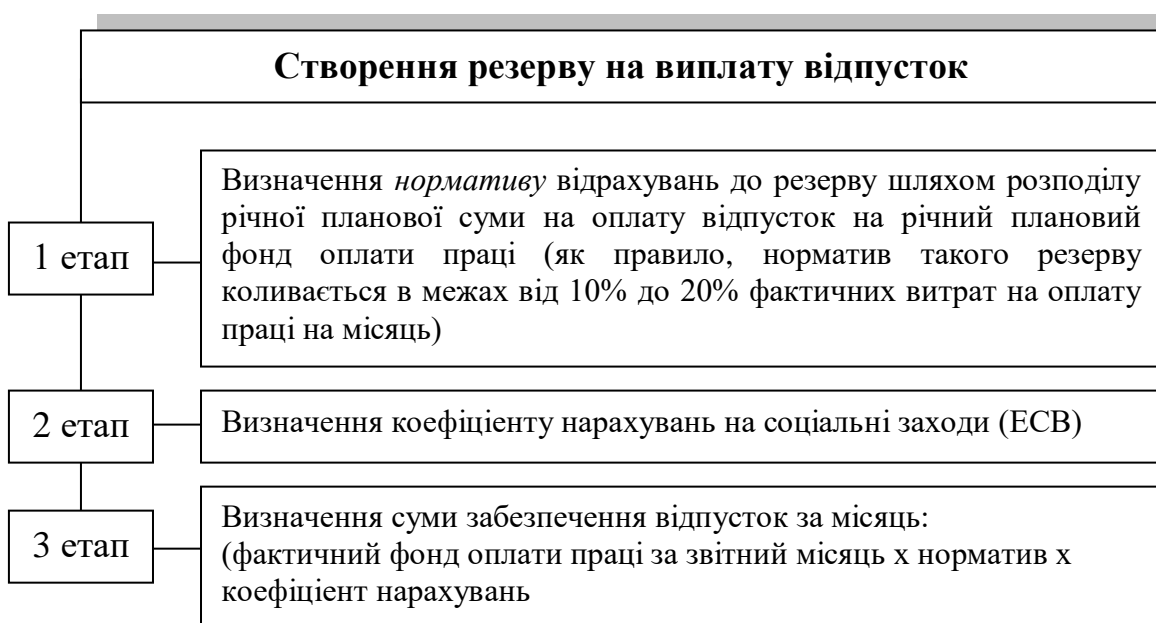 Створення резерву на виплату відпусток
1 етап
Визначення нормативу відрахувань до резерву шляхом розподілу
річної планової суми на оплату відпусток на річний плановий
фонд оплати праці (як правило, норматив такого резерву
коливається в межах від 10% до 20% фактичних витрат на оплату
праці на місяць)
2 етап
Визначення коефіцієнту нарахувань на соціальні заходи (ЕСВ)
3 етап
Визначення суми забезпечення відпусток за місяць:
(фактичний фонд оплати праці за звітний місяць х норматив х
коефіцієнт нарахувань